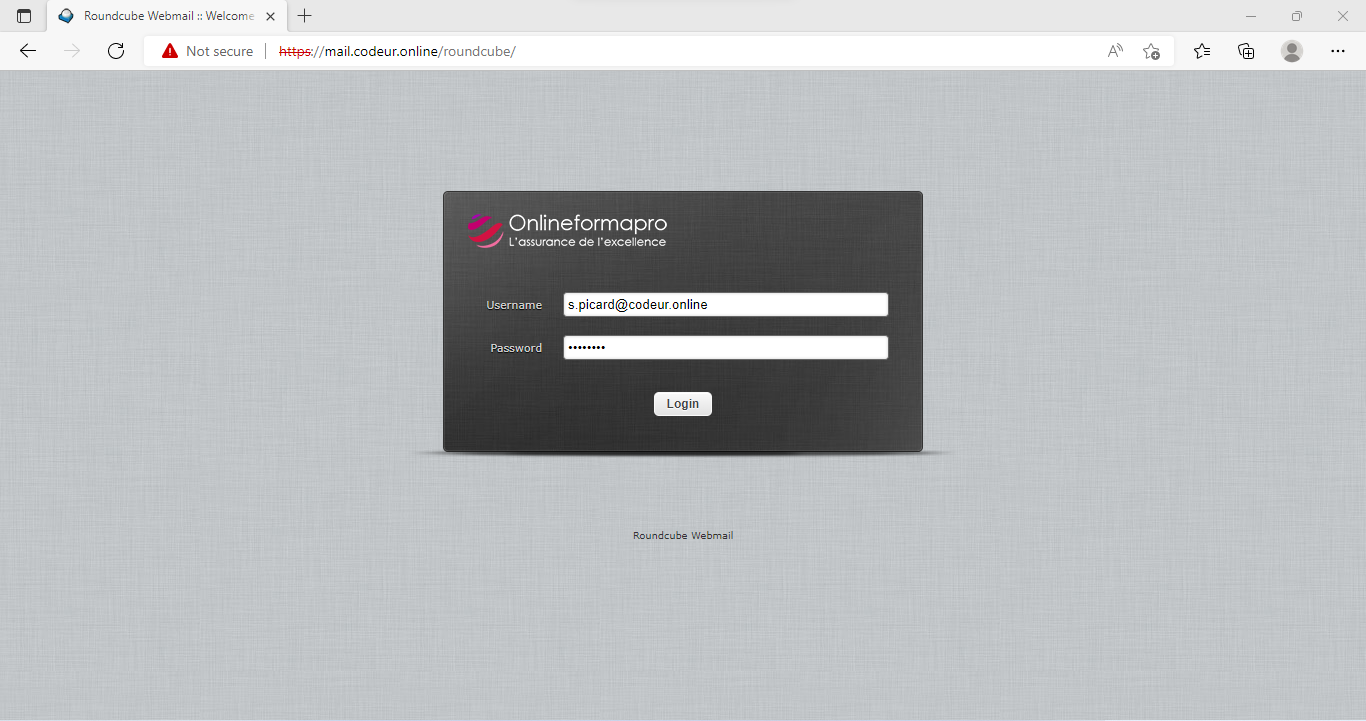 Roundcube Webmail :: Welcome
Not secure https://mail.codeur.online/roundcube/
Onlineformapro
L'assurance de l'excellence
Username s.picard@codeur.online
Password ••••••••
Login
Roundcube Webmail